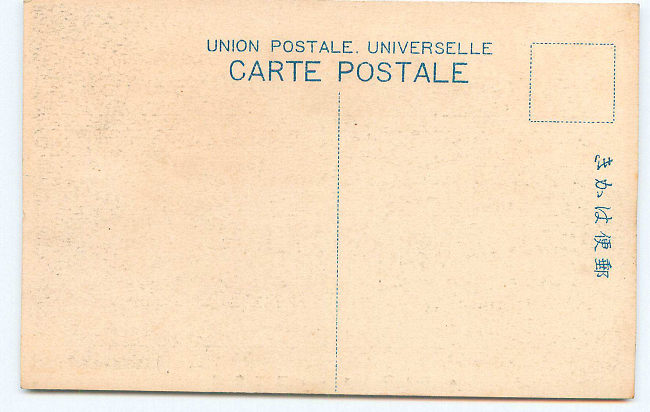 UNION POSTALE. UNIVERSELLE
CARTE POSTALE
郵便はかき